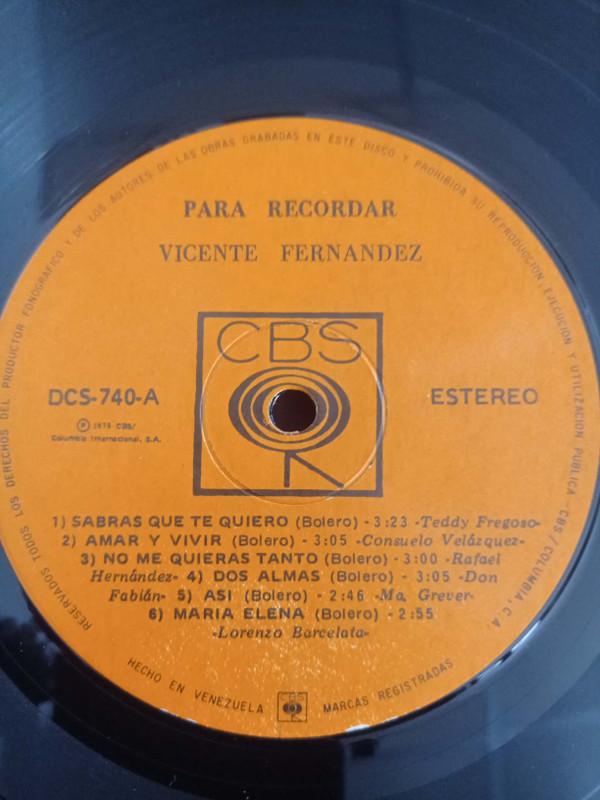 RESERVADOS TODOS LOS DERECHOS DEL PRODUCTOR FONOGRAFICO Y DE LOS AUTORES DE LAS OBRAS GRABADAS EN ESTE DISCO Y PROHIBIDA SU REPRODUCCION, EJECUCION Y UTILIZACION PUBLICA - CBS / COLUMBIA, C.A.
PARA RECORDAR
VICENTE FERNANDEZ
CBS
DCS-740-A
ESTEREO
℗ 1975 CBS/
Columbia Internacional, S.A.
1) SABRAS QUE TE QUIERO (Bolero) - 3:23 -Teddy Fregoso-
2) AMAR Y VIVIR (Bolero) - 3:05 -Consuelo Velázquez-
3) NO ME QUIERAS TANTO (Bolero) - 3:00 -Rafael
Hernández- 4) DOS ALMAS (Bolero) - 3:05 -Don
Fabián- 5) ASI (Bolero) - 2:46 -Ma. Grever-
6) MARIA ELENA (Bolero) - 2:55
-Lorenzo Barcelata-
HECHO EN VENEZUELA CBS MARCAS REGISTRADAS